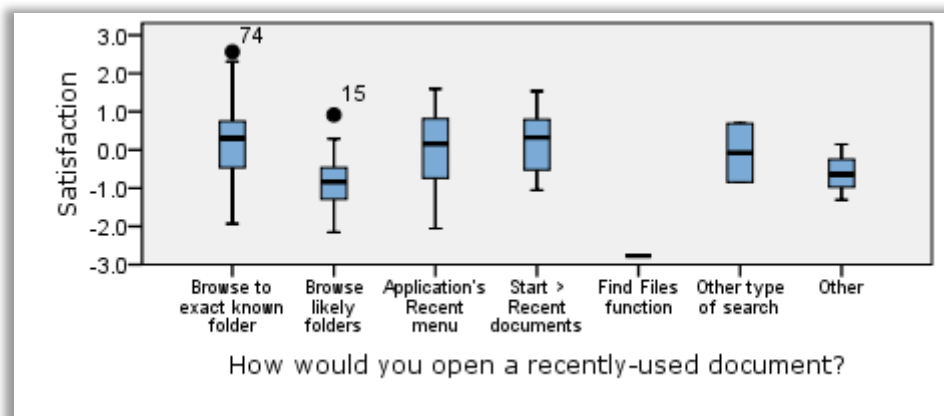 3.0
2.0
1.0
0.0
-1.0
-2.0
-3.0
Satisfaction
74
15
Browse to
exact known
folder
Browse
likely
folders
Application's
Recent
menu
Start >
Recent
documents
Find Files
function
Other type
of search
Other
How would you open a recently-used document?